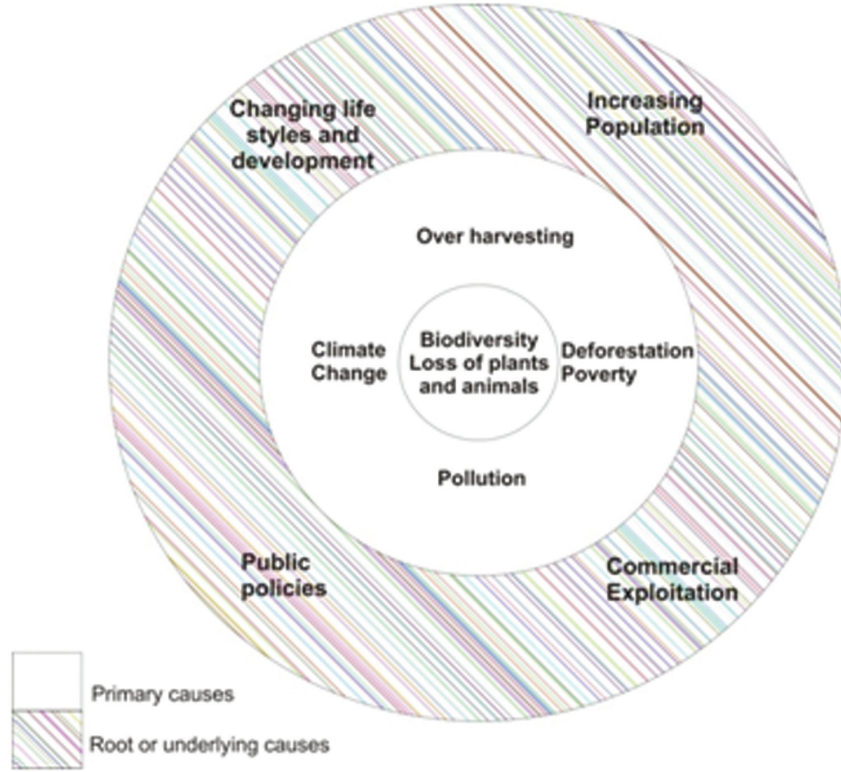 Changing life
styles and
development
Increasing
Population
Over harvesting
Climate
Change
Biodiversity
Loss of plants
and animals
Deforestation
Poverty
Pollution
Public
policies
Commercial
Exploitation
Primary causes
Root or underlying causes